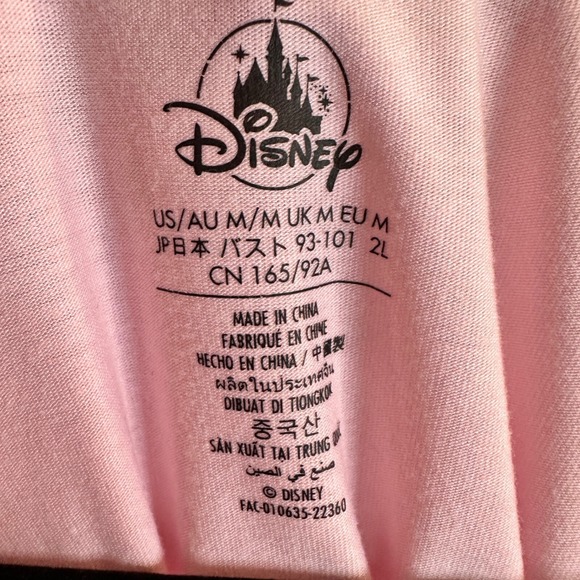 Disney
US/AU M/M UK M EU M
JP日本 バスト 93-101 2L
CN 165/92A
MADE IN CHINA
FABRIQUÉ EN CHINE
HECHO EN CHINA / 中國製
ผลิตในประเทศจีน
DIBUAT DI TIONGKOK
중국산
SẢN XUẤT TẠI TRUNG
صنع في الصين
© DISNEY
FAC-010635-22360